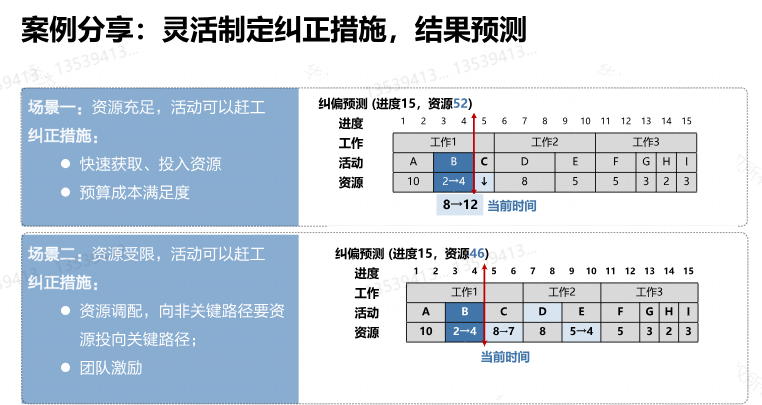 案例分享：灵活制定纠正措施，结果预测
场景一：资源充足，活动可以赶工
纠正措施：
● 快速获取、投入资源
● 预算成本满足度
纠偏预测 (进度15，资源52)
进度 1 2 3 4 5 6 7 8 9 10 11 12 13 14 15
工作 工作1 工作2 工作3
活动 A B C D E F G H I
资源 10 2→4 ↓ 8 5 5 3 2 3
8→12 当前时间
场景二：资源受限，活动可以赶工
纠正措施：
● 资源调配，向非关键路径要资
源投向关键路径；
● 团队激励
纠偏预测 (进度15，资源46)
进度 1 2 3 4 5 6 7 8 9 10 11 12 13 14 15
工作 工作1 工作2 工作3
活动 A B C D E F G H I
资源 10 2→4 8→7 8 5→4 5 3 2 3
当前时间
13539413...
13539413...